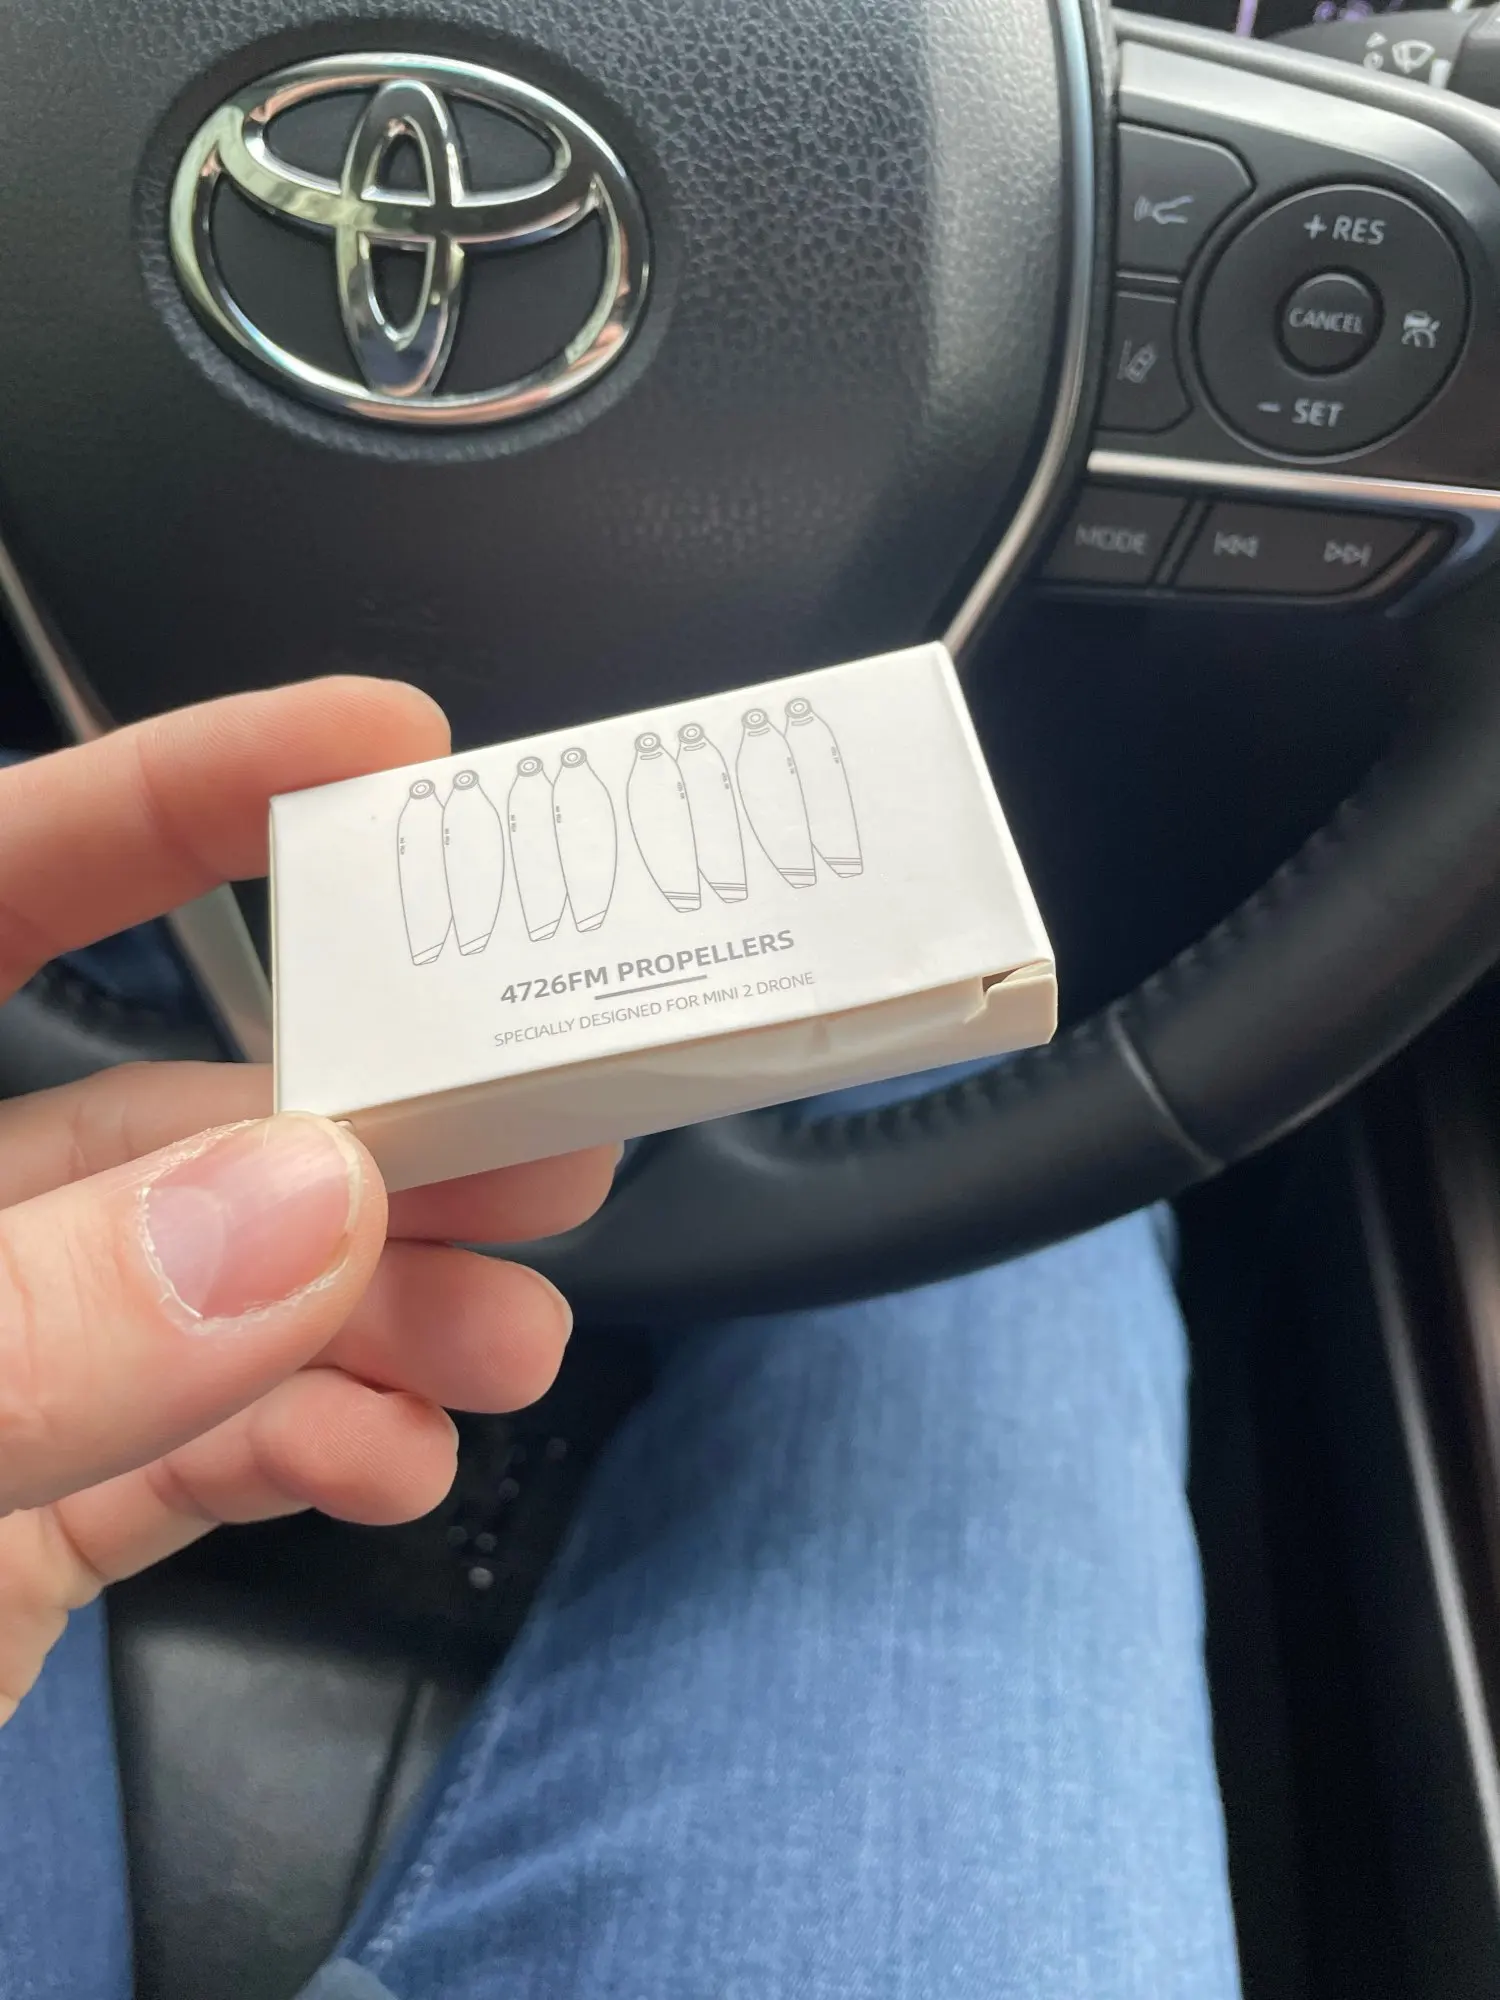 + RES
CANCEL
- SET
MODE
4726FM PROPELLERS
SPECIALLY DESIGNED FOR MINI 2 DRONE